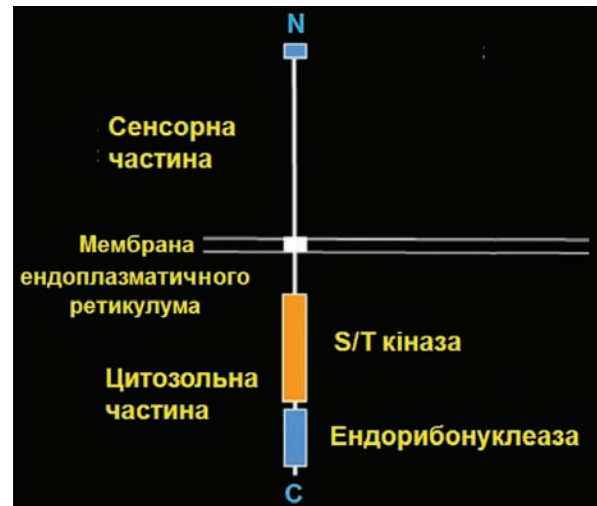 N
Сенсорна
частина
Мембрана
ендоплазматичного
ретикулума
S/T кіназа
Цитозольна
частина
Ендорибонуклеаза
C